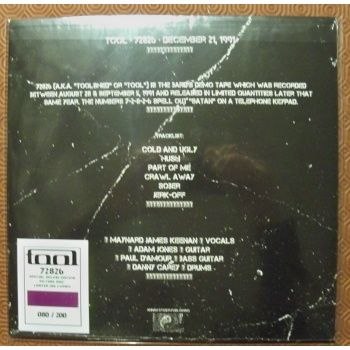 TOOL • 72826 • DECEMBER 21, 1991
72826 (A.K.A. "TOOLSHED" OR "TOOL") IS THE BAND'S DEMO TAPE WHICH WAS RECORDED
BETWEEN AUGUST 28 & SEPTEMBER 2, 1991 AND RELEASED IN LIMITED QUANTITIES LATER THAT
SAME YEAR. THE NUMBERS 7-2-8-2-6 SPELL OUT "SATAN" ON A TELEPHONE KEYPAD.
TRACKLIST:
COLD AND UGLY
HUSH
PART OF ME
CRAWL AWAY
SOBER
JERK-OFF
? MAYNARD JAMES KEENAN ? VOCALS
? ADAM JONES ? GUITAR
? PAUL D'AMOUR ? BASS GUITAR
? DANNY CAREY ? DRUMS
TOOL
72826
080 / 200